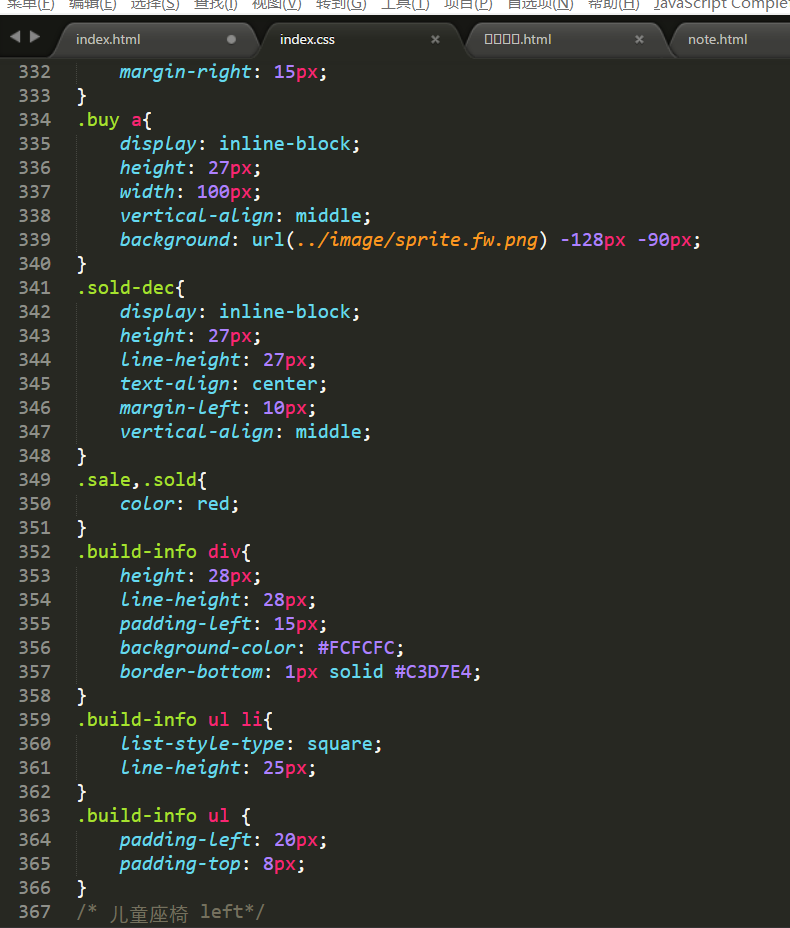 菜单(F) 编辑(E) 选择(S) 查找(I) 视图(V) 转到(G) 工具(T) 项目(P) 首选项(N) 帮助(H) JavaScript Complet
index.html index.css .html note.html
332 margin-right: 15px;
333 }
334 .buy a{
335 display: inline-block;
336 height: 27px;
337 width: 100px;
338 vertical-align: middle;
339 background: url(../image/sprite.fw.png) -128px -90px;
340 }
341 .sold-dec{
342 display: inline-block;
343 height: 27px;
344 line-height: 27px;
345 text-align: center;
346 margin-left: 10px;
347 vertical-align: middle;
348 }
349 .sale,.sold{
350 color: red;
351 }
352 .build-info div{
353 height: 28px;
354 line-height: 28px;
355 padding-left: 15px;
356 background-color: #FCFCFC;
357 border-bottom: 1px solid #C3D7E4;
358 }
359 .build-info ul li{
360 list-style-type: square;
361 line-height: 25px;
362 }
363 .build-info ul {
364 padding-left: 20px;
365 padding-top: 8px;
366 }
367 /* 儿童座椅 left*/